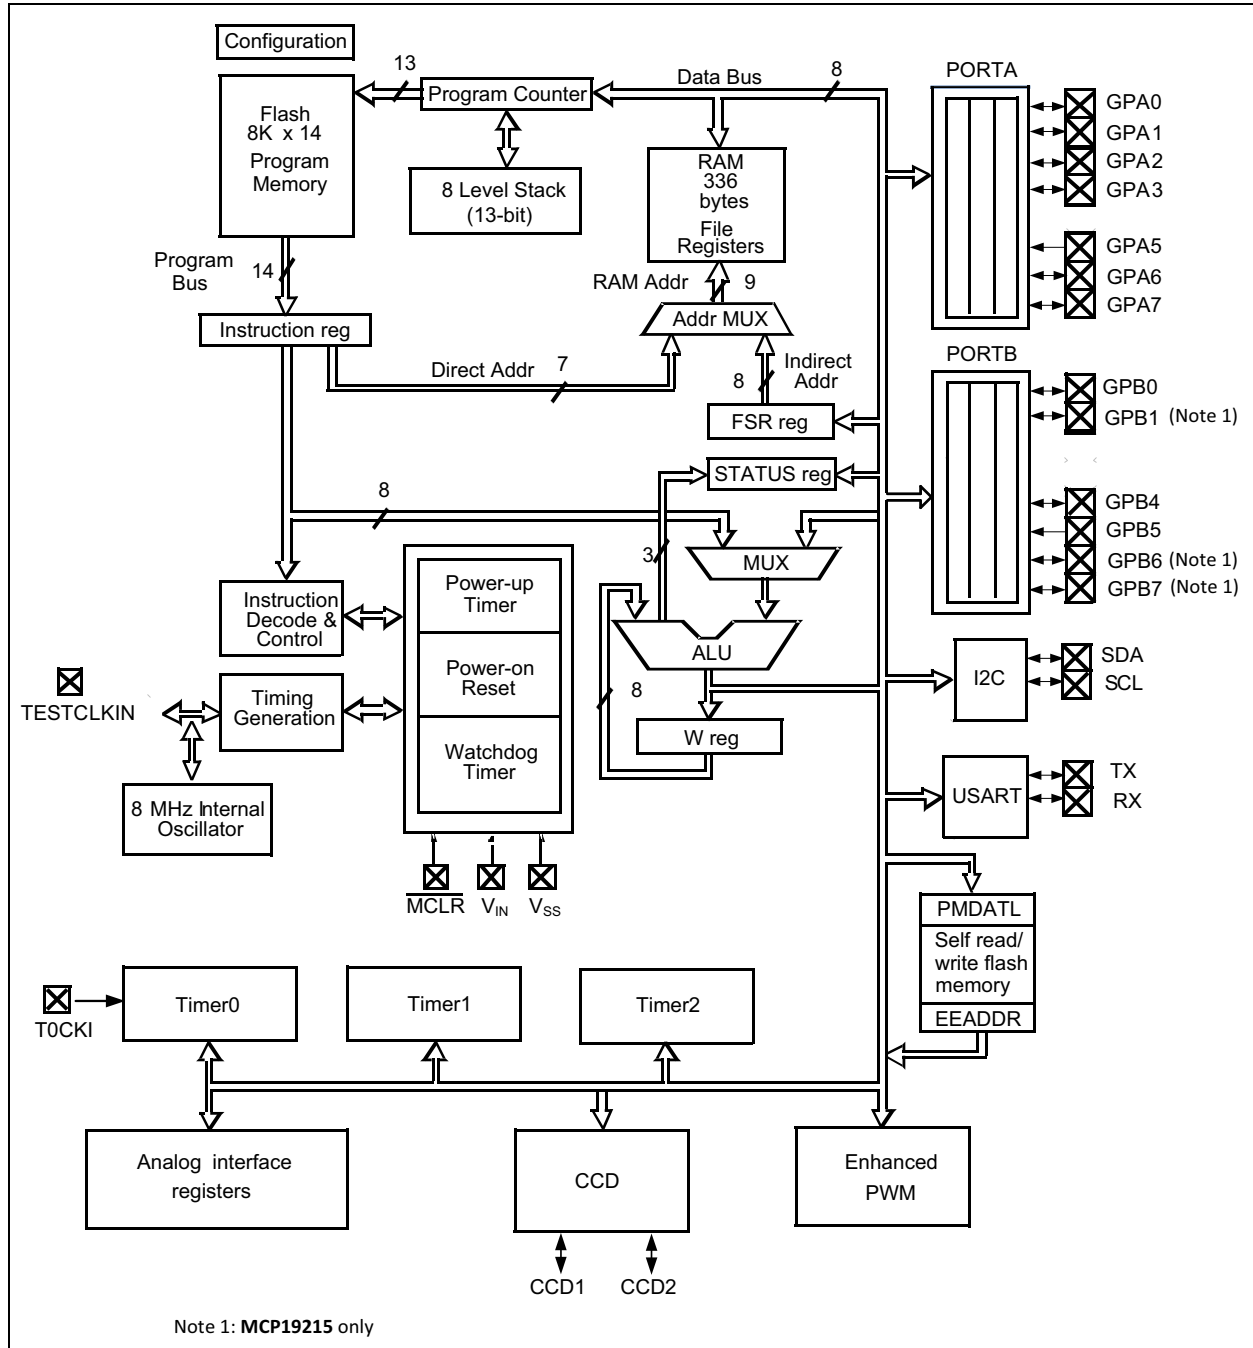 Configuration
13
Data Bus
8
PORTA
Flash
8K x 14
Program
Memory
Program Counter
8 Level Stack
(13-bit)
RAM
336
bytes
File
Registers
GPA0
GPA1
GPA2
GPA3
GPA5
GPA6
GPA7
Program
Bus
14
RAM Addr
9
Instruction reg
Addr MUX
Direct Addr
7
8
Indirect
Addr
FSR reg
PORTB
GPB0
GPB1 (Note 1)
GPB4
GPB5
GPB6 (Note 1)
GPB7 (Note 1)
STATUS reg
8
3
MUX
Instruction
Decode &
Control
Power-up
Timer
Power-on
Reset
Watchdog
Timer
ALU
8
W reg
I2C
SDA
SCL
TESTCLKIN
Timing
Generation
8 MHz Internal
Oscillator
USART
TX
RX
MCLR
VIN
VSS
PMDATL
Self read/
write flash
memory
EEADDR
T0CKI
Timer0
Timer1
Timer2
Analog interface
registers
CCD
Enhanced
PWM
CCD1
CCD2
Note 1: MCP19215 only